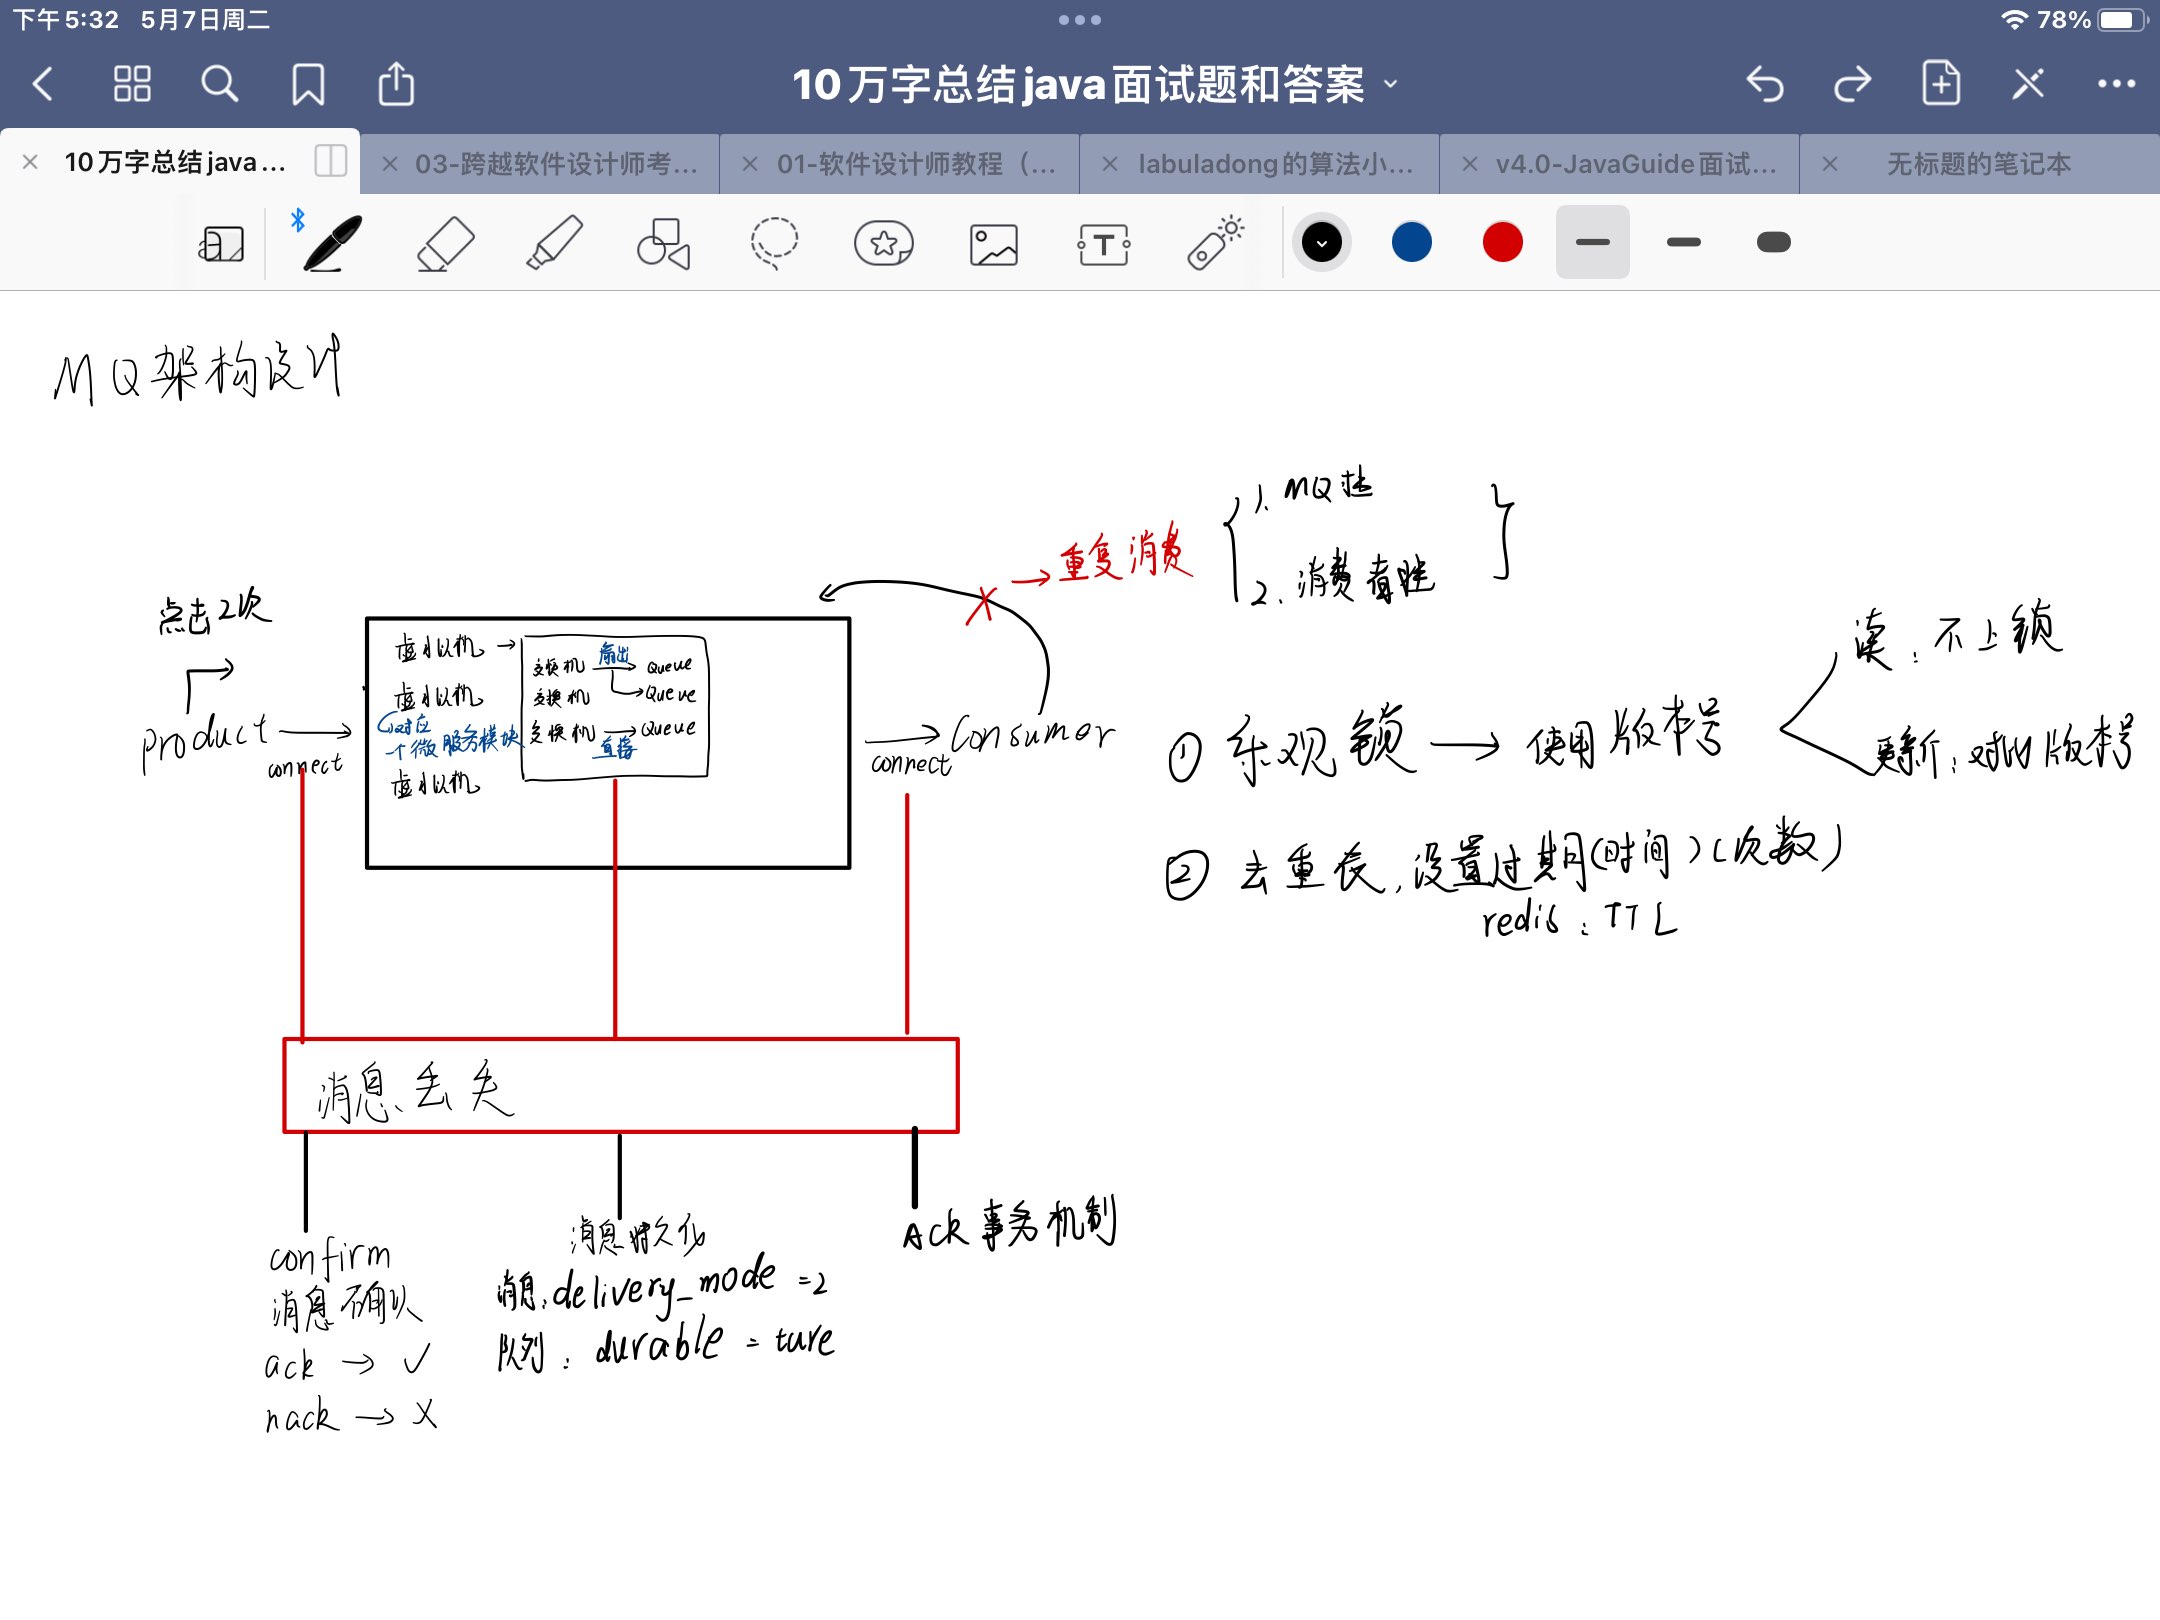 下午5:32 5月7日周二
78%
10万字总结java面试题和答案
10万字总结java...
03-跨越软件设计师考...
01-软件设计师教程（...
labuladong的算法小...
v4.0-JavaGuide面试...
无标题的笔记本
MQ架构设计
1. MQ挂
2. 消费者挂
→重复消费
点击2次
product
connect
虚拟机 →
虚拟机
对应
一个微服务模块
虚拟机
交换机 扇出 Queue
交换机 Queue
交换机 → Queue
直接
connect
Consumer
① 乐观锁 → 使用版本号
读: 不上锁
更新: 对比版本号
② 去重表, 设置过期(时间)(次数)
redis: TTL
消息丢失
confirm
消息确认
ack → ✓
nack → X
消息持久化
消息: delivery_mode =2
队列: durable = ture
Ack事务机制